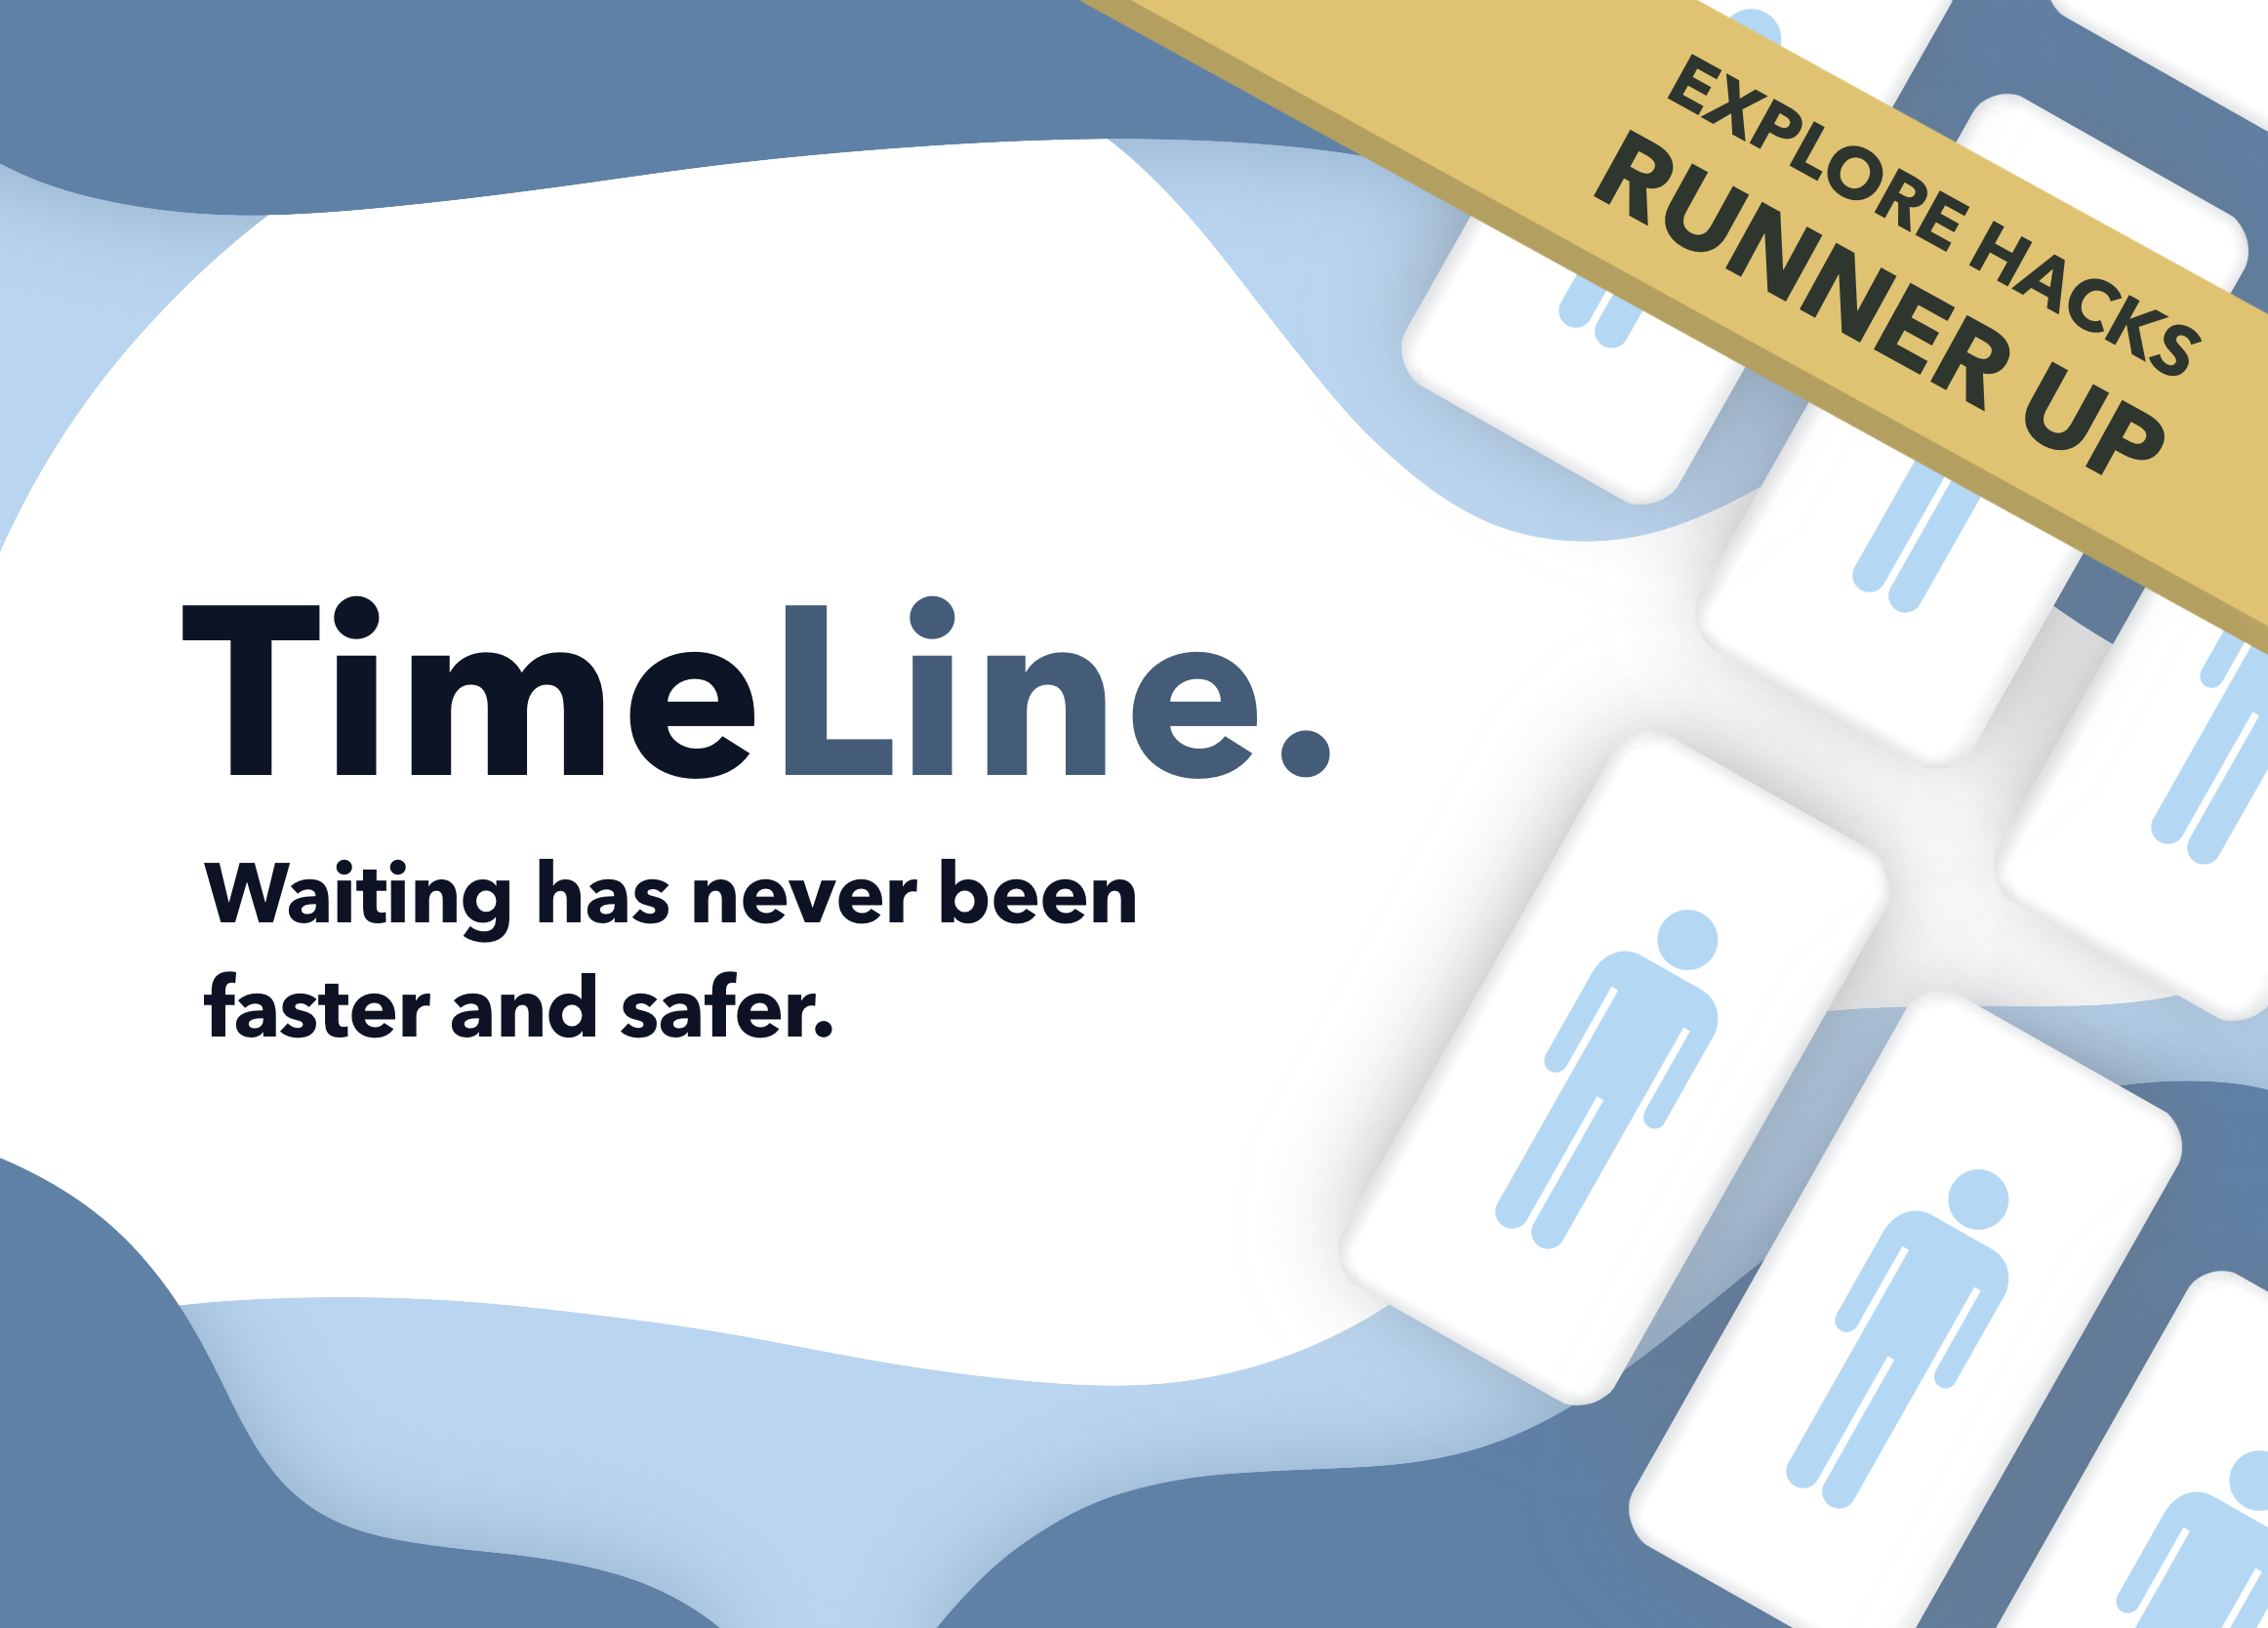 EXPLORE HACKS
RUNNER UP
TimeLine.
Waiting has never been
faster and safer.